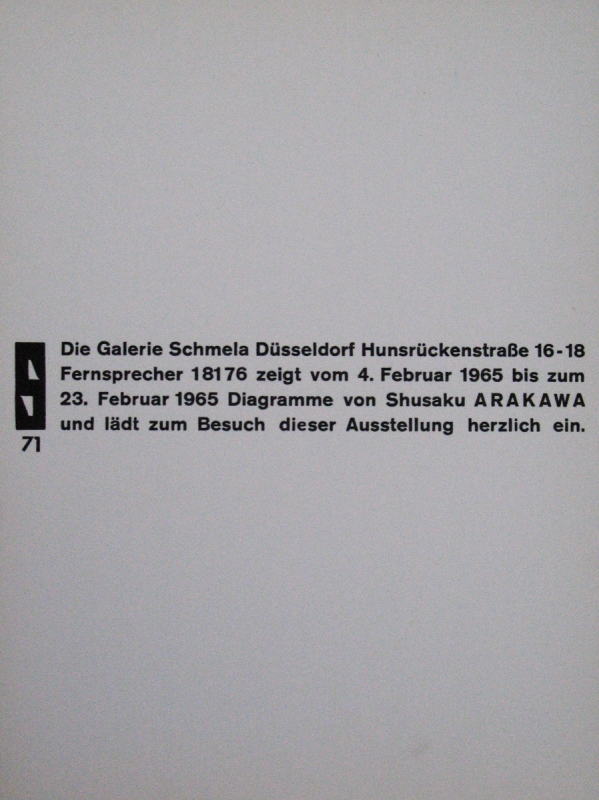 Die Galerie Schmela Düsseldorf Hunsrückenstraße 16-18
Fernsprecher 18176 zeigt vom 4. Februar 1965 bis zum
23. Februar 1965 Diagramme von Shusaku ARAKAWA
und lädt zum Besuch dieser Ausstellung herzlich ein.
71